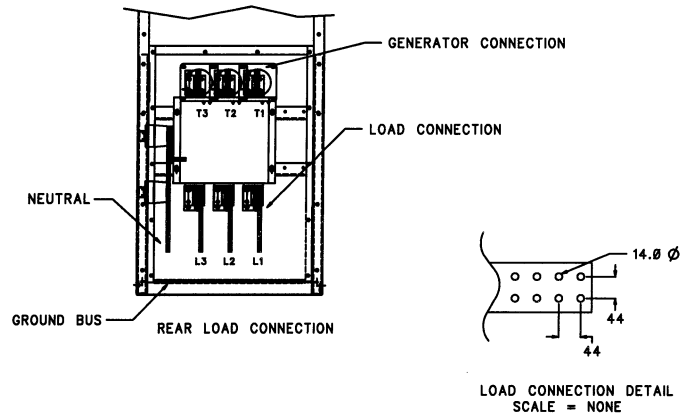 GENERATOR CONNECTION
T3 T2 T1
LOAD CONNECTION
NEUTRAL
L3 L2 L1
GROUND BUS
REAR LOAD CONNECTION
14.0 Ø
44
44
LOAD CONNECTION DETAIL
SCALE = NONE